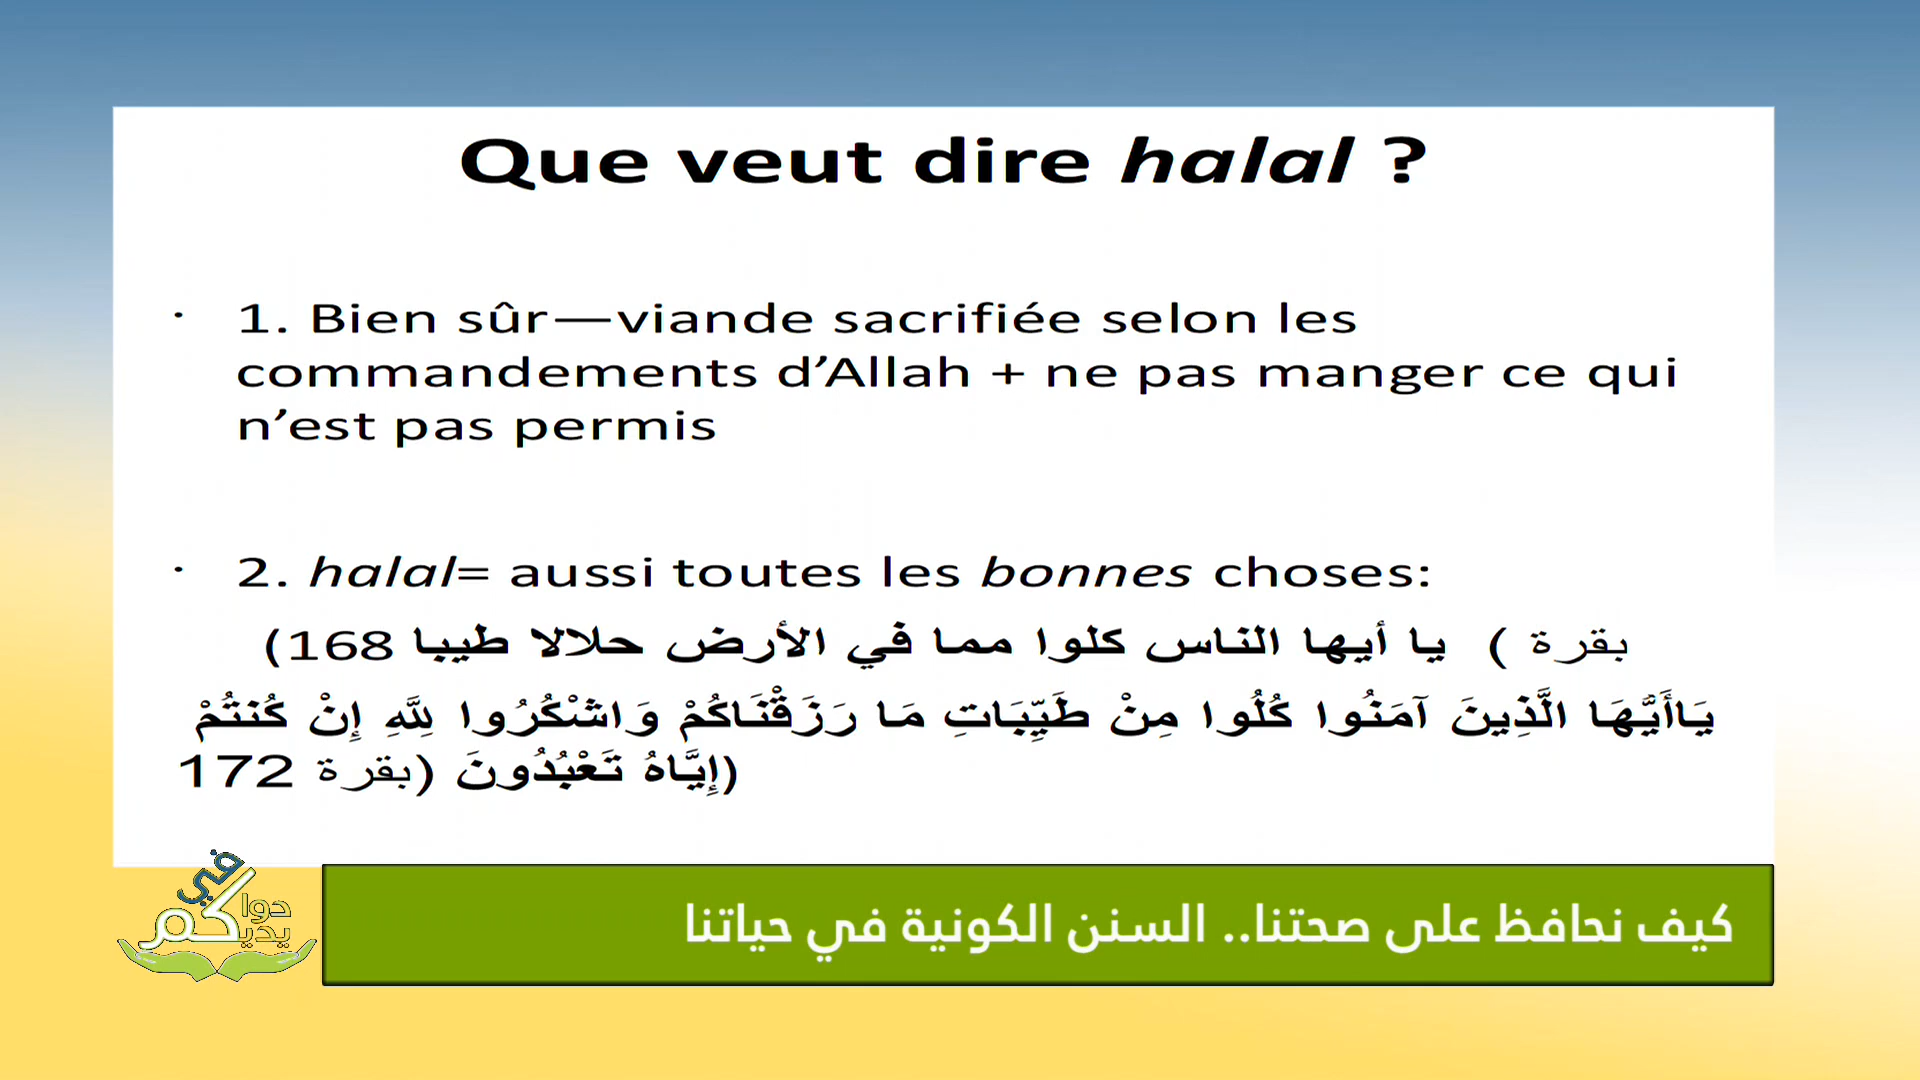 Que veut dire halal ?
· 1. Bien sûr—viande sacrifiée selon les
commandements d’Allah + ne pas manger ce qui
n’est pas permis
· 2. halal= aussi toutes les bonnes choses:
بقرة ) يا أيها الناس كلوا مما في الأرض حلالا طيبا 168)
يَاأَيُّهَا الَّذِينَ آمَنُوا كُلُوا مِنْ طَيِّبَاتِ مَا رَزَقْنَاكُمْ وَاشْكُرُوا لِلَّهِ إِنْ كُنتُمْ
(إِيَّاهُ تَعْبُدُونَ (بقرة 172
كيف نحافظ على صحتنا.. السنن الكونية في حياتنا
دواكم في يديكم